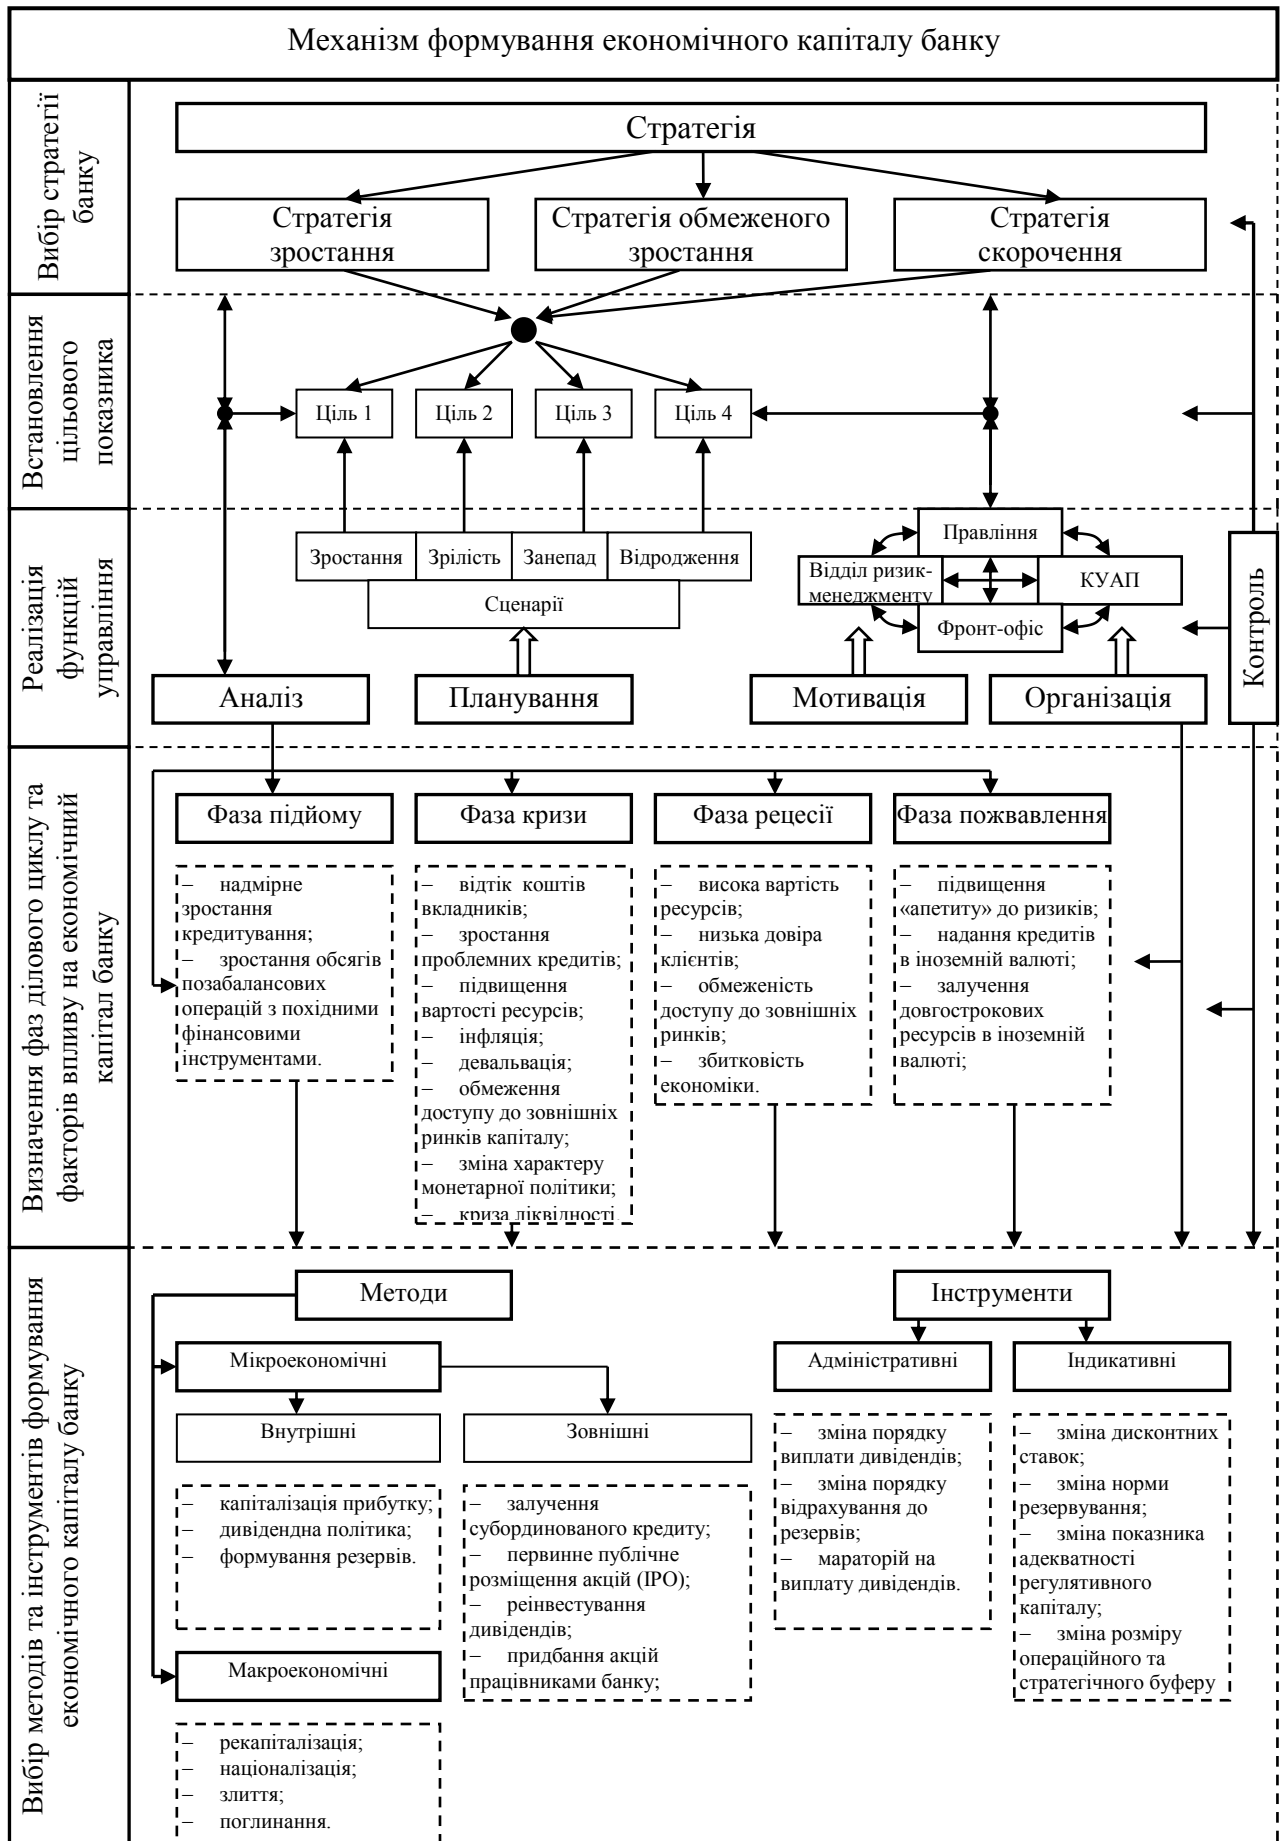 Механізм формування економічного капіталу банку
Вибір стратегії
банку
Стратегія
Стратегія
зростання
Стратегія обмеженого
зростання
Стратегія
скорочення
Встановлення
цільового
показника
Ціль 1
Ціль 2
Ціль 3
Ціль 4
Реалізація
функцій
управління
Зростання
Зрілість
Занепад
Відродження
Сценарії
Правління
Відділ ризик-
менеджменту
КУАП
Фронт-офіс
Контроль
Аналіз
Планування
Мотивація
Організація
Визначення фаз ділового циклу та
факторів впливу на економічний
капітал банку
Фаза підйому
Фаза кризи
Фаза рецесії
Фаза пожвавлення
– надмірне
зростання
кредитування;
– зростання обсягів
позабалансових
операцій з похідними
фінансовими
інструментами.
– відтік коштів
вкладників;
– зростання
проблемних кредитів;
– підвищення
вартості ресурсів;
– інфляція;
– девальвація;
– обмеження
доступу до зовнішніх
ринків капіталу;
– зміна характеру
монетарної політики;
– криза ліквідності.
– висока вартість
ресурсів;
– низька довіра
клієнтів;
– обмеженість
доступу до зовнішніх
ринків;
– збитковість
економіки.
– підвищення
«апетиту» до ризиків;
– надання кредитів
в іноземній валюті;
– залучення
довгострокових
ресурсів в іноземній
валюті;
Вибір методів та інструментів формування
економічного капіталу банку
Методи
Інструменти
Мікроекономічні
Адміністративні
Індикативні
Внутрішні
Зовнішні
– капіталізація прибутку;
– дивідендна політика;
– формування резервів.
– залучення
субординованого кредиту;
– первинне публічне
розміщення акцій (IPO);
– реінвестування
дивідендів;
– придбання акцій
працівниками банку;
– зміна порядку
виплати дивідендів;
– зміна порядку
відрахування до
резервів;
– мараторій на
виплату дивідендів.
– зміна дисконтних
ставок;
– зміна норми
резервування;
– зміна показника
адекватності
регулятивного
капіталу;
– зміна розміру
операційного та
стратегічного буферу
Макроекономічні
– рекапіталізація;
– націоналізація;
– злиття;
– поглинання.